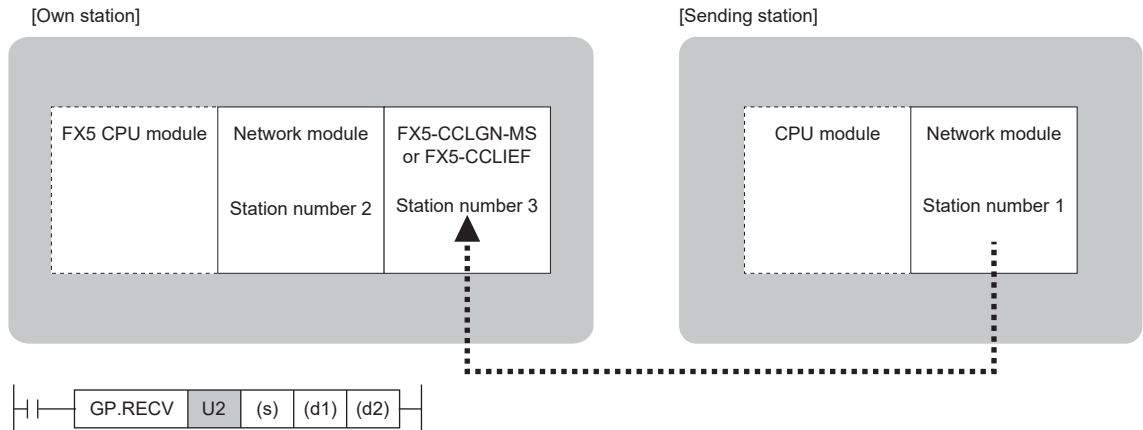 [Own station]
[Sending station]
FX5 CPU module
Network module
Station number 2
FX5-CCLGN-MS
or FX5-CCLIEF
Station number 3
CPU module
Network module
Station number 1
GP.RECV U2 (s) (d1) (d2)